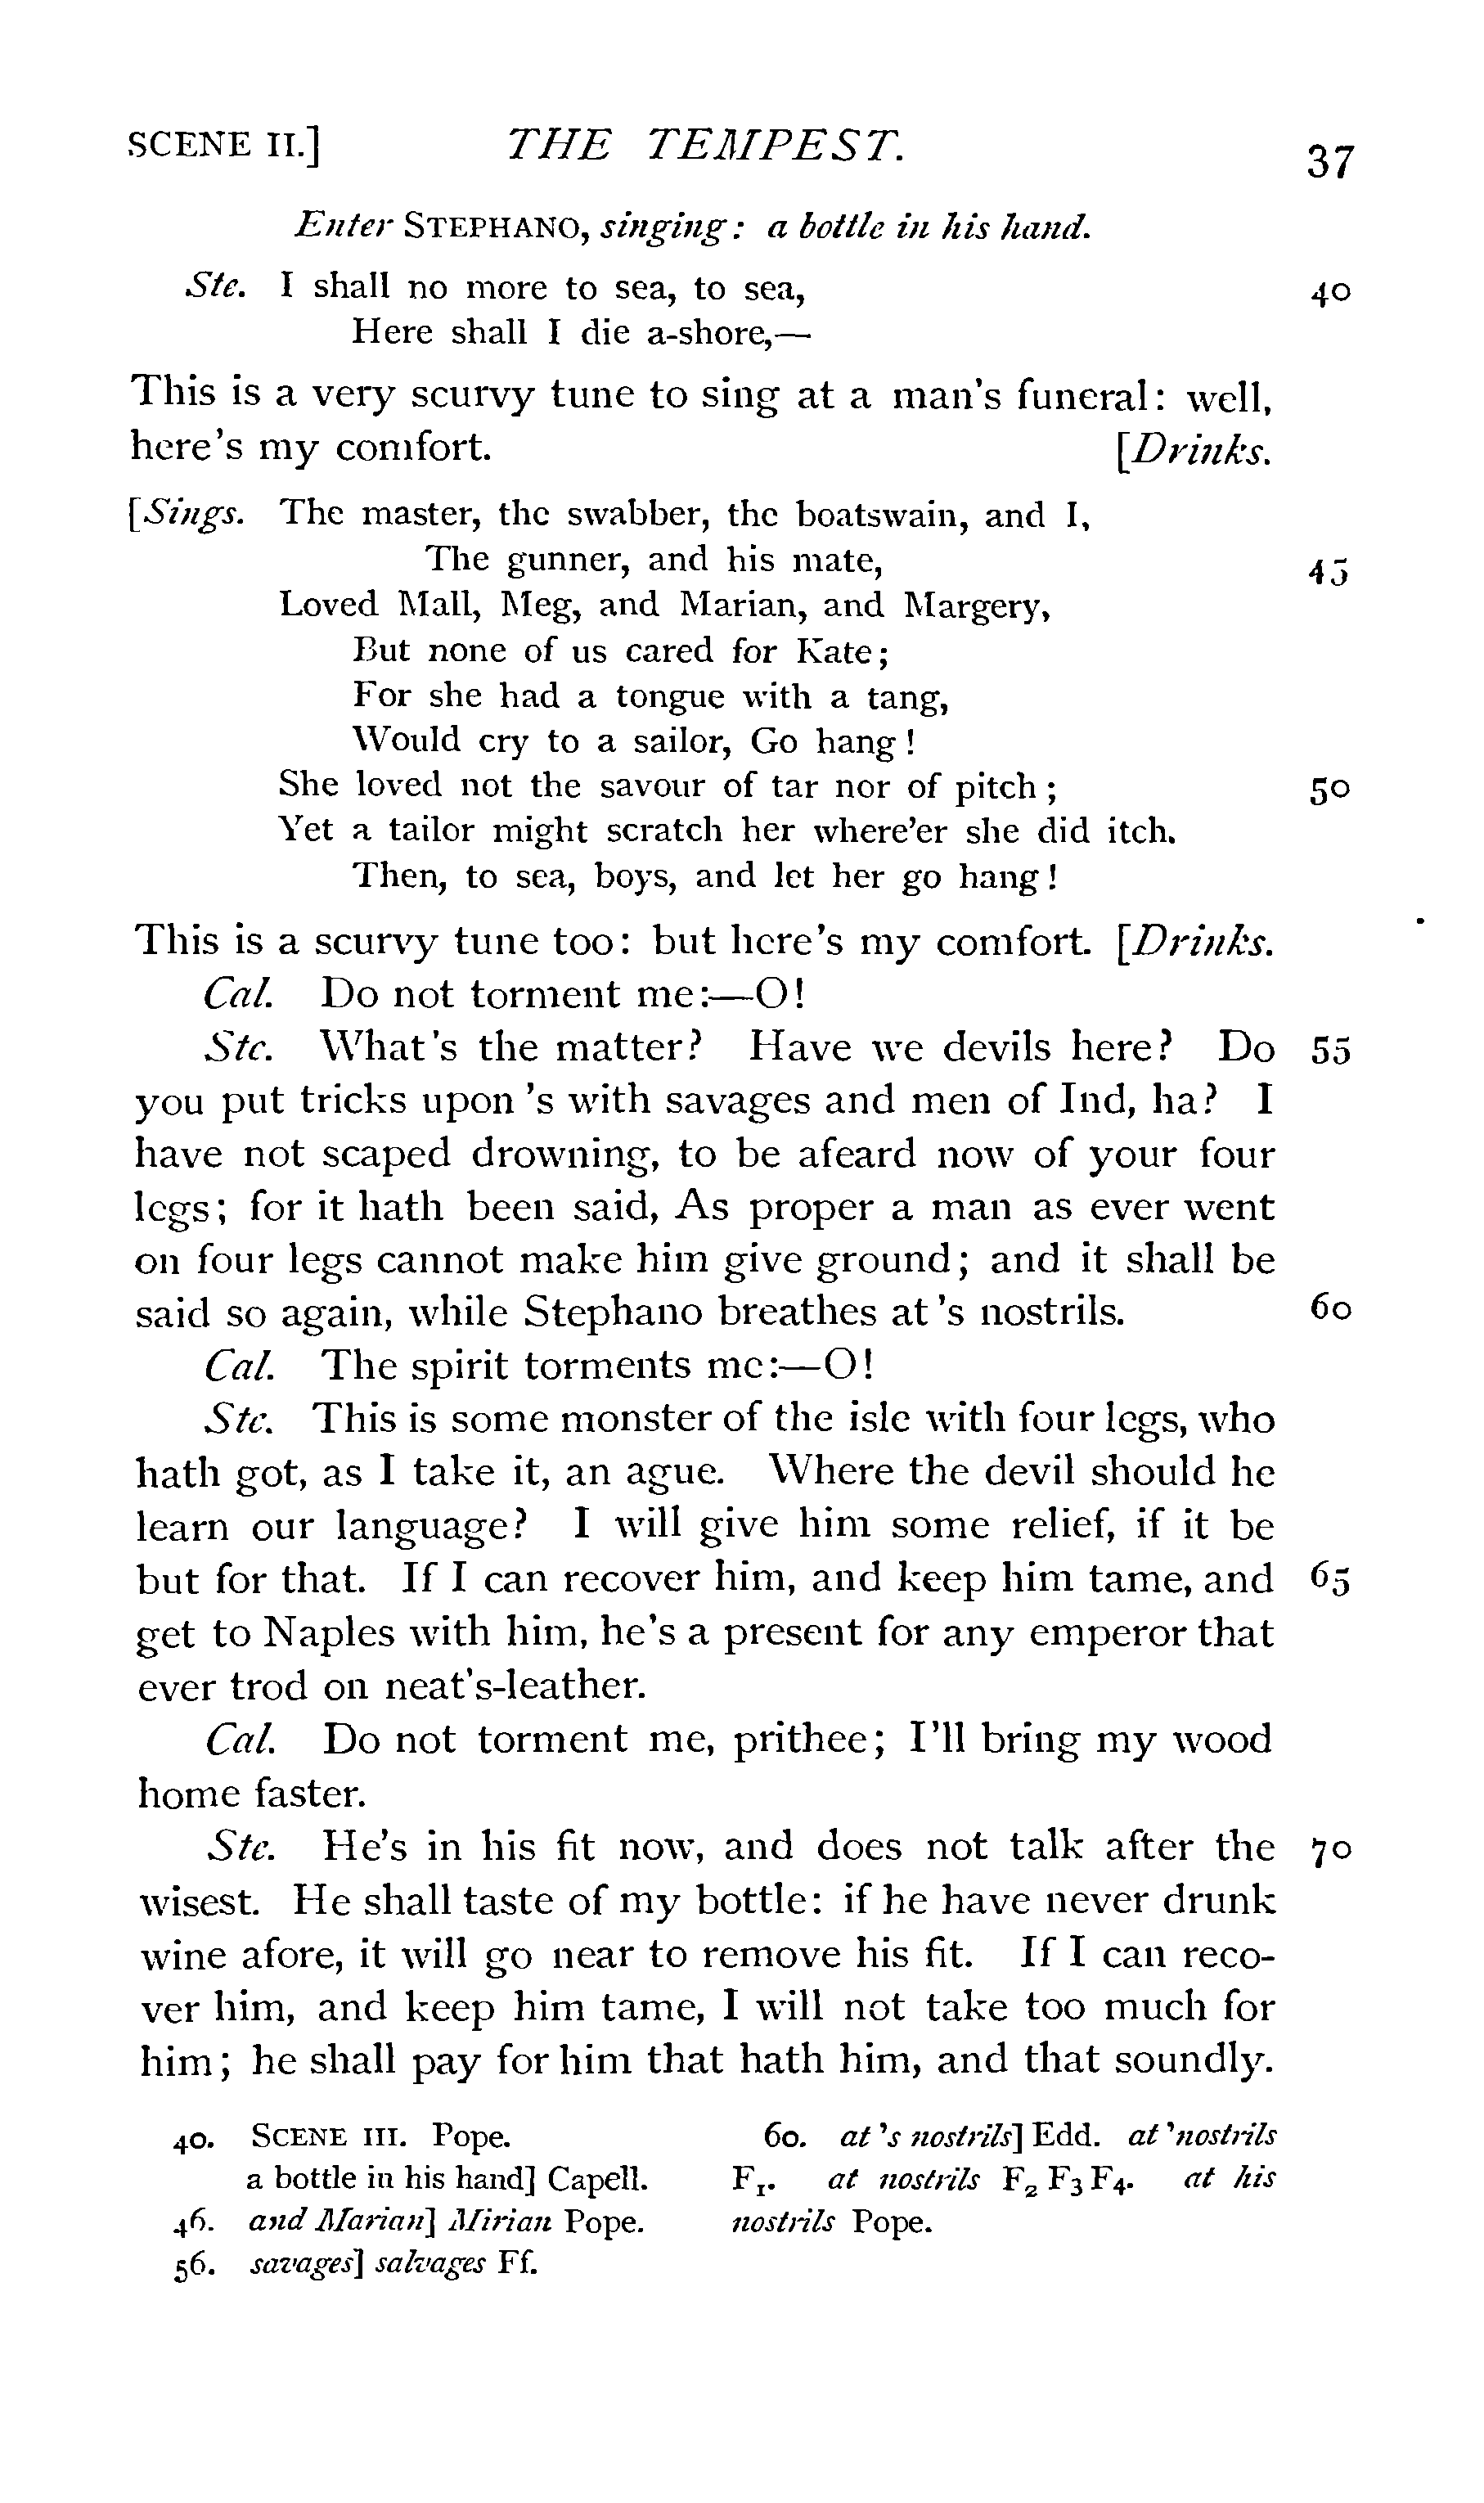 SCENE II.] THE TEMPEST. 37
Enter STEPHANO, singing: a bottle in his hand.
Ste. I shall no more to sea, to sea, 40
Here shall I die a-shore,—
This is a very scurvy tune to sing at a man's funeral: well,
here's my comfort. [Drinks.
[Sings. The master, the swabber, the boatswain, and I,
The gunner, and his mate, 45
Loved Mall, Meg, and Marian, and Margery,
But none of us cared for Kate;
For she had a tongue with a tang,
Would cry to a sailor, Go hang!
She loved not the savour of tar nor of pitch; 50
Yet a tailor might scratch her where'er she did itch.
Then, to sea, boys, and let her go hang!
This is a scurvy tune too: but here's my comfort. [Drinks.
Cal. Do not torment me:—O!
Ste. What's the matter? Have we devils here? Do 55
you put tricks upon 's with savages and men of Ind, ha? I
have not scaped drowning, to be afeard now of your four
legs; for it hath been said, As proper a man as ever went
on four legs cannot make him give ground; and it shall be
said so again, while Stephano breathes at 's nostrils. 60
Cal. The spirit torments me:—O!
Ste. This is some monster of the isle with four legs, who
hath got, as I take it, an ague. Where the devil should he
learn our language? I will give him some relief, if it be
but for that. If I can recover him, and keep him tame, and 65
get to Naples with him, he's a present for any emperor that
ever trod on neat's-leather.
Cal. Do not torment me, prithee; I'll bring my wood
home faster.
Ste. He's in his fit now, and does not talk after the 70
wisest. He shall taste of my bottle: if he have never drunk
wine afore, it will go near to remove his fit. If I can reco-
ver him, and keep him tame, I will not take too much for
him; he shall pay for him that hath him, and that soundly.
40. SCENE III. Pope.
a bottle in his hand] Capell.
46. and Marian] Mirian Pope.
56. savages] salvages Ff.
60. at 's nostrils] Edd. at 'nostrils
F1. at nostrils F2 F3 F4. at his
nostrils Pope.